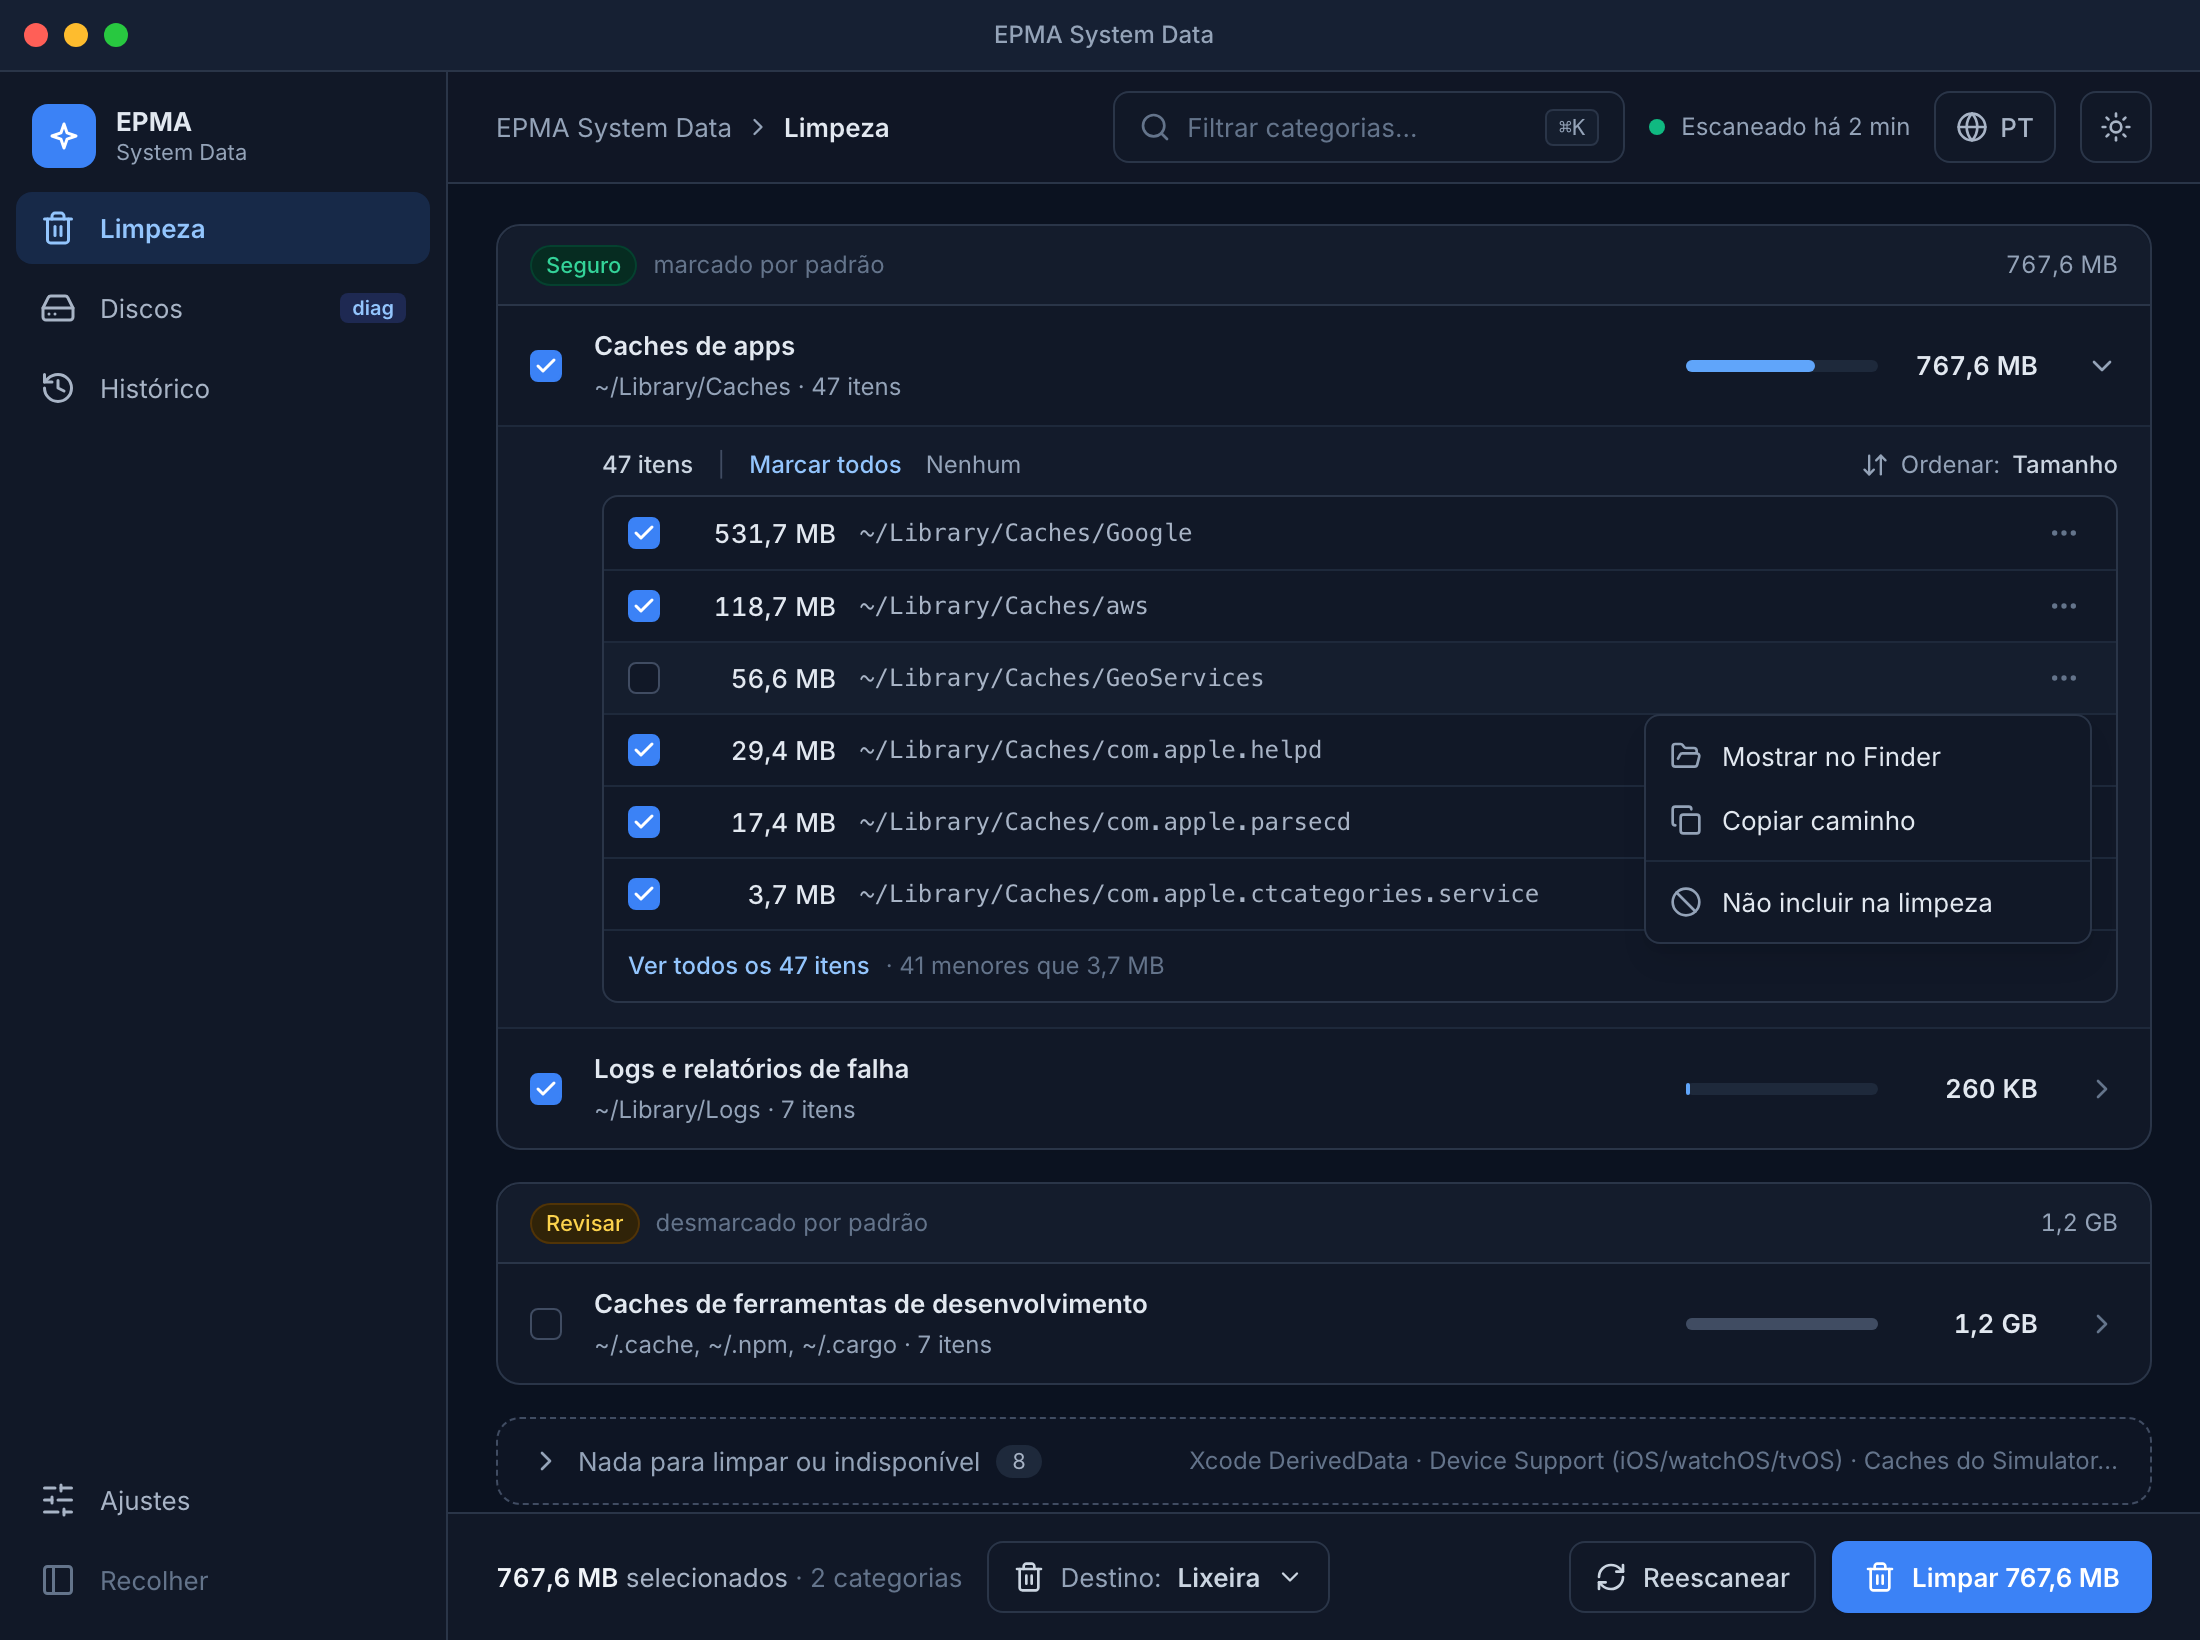 EPMA System Data
EPMA
System Data
Limpeza
Discos
diag
Histórico
Ajustes
Recolher
EPMA System Data > Limpeza
Filtrar categorias...
⌘K
Escaneado há 2 min
PT
Seguro marcado por padrão 767,6 MB
Caches de apps
~/Library/Caches · 47 itens
767,6 MB
47 itens | Marcar todos Nenhum Ordenar: Tamanho
531,7 MB ~/Library/Caches/Google
118,7 MB ~/Library/Caches/aws
56,6 MB ~/Library/Caches/GeoServices
29,4 MB ~/Library/Caches/com.apple.helpd
17,4 MB ~/Library/Caches/com.apple.parsecd
3,7 MB ~/Library/Caches/com.apple.ctcategories.service
Mostrar no Finder
Copiar caminho
Não incluir na limpeza
Ver todos os 47 itens · 41 menores que 3,7 MB
Logs e relatórios de falha
~/Library/Logs · 7 itens
260 KB
Revisar desmarcado por padrão 1,2 GB
Caches de ferramentas de desenvolvimento
~/.cache, ~/.npm, ~/.cargo · 7 itens
1,2 GB
Nada para limpar ou indisponível 8 Xcode DerivedData · Device Support (iOS/watchOS/tvOS) · Caches do Simulator...
767,6 MB selecionados · 2 categorias
Destino: Lixeira
Reescanear
Limpar 767,6 MB